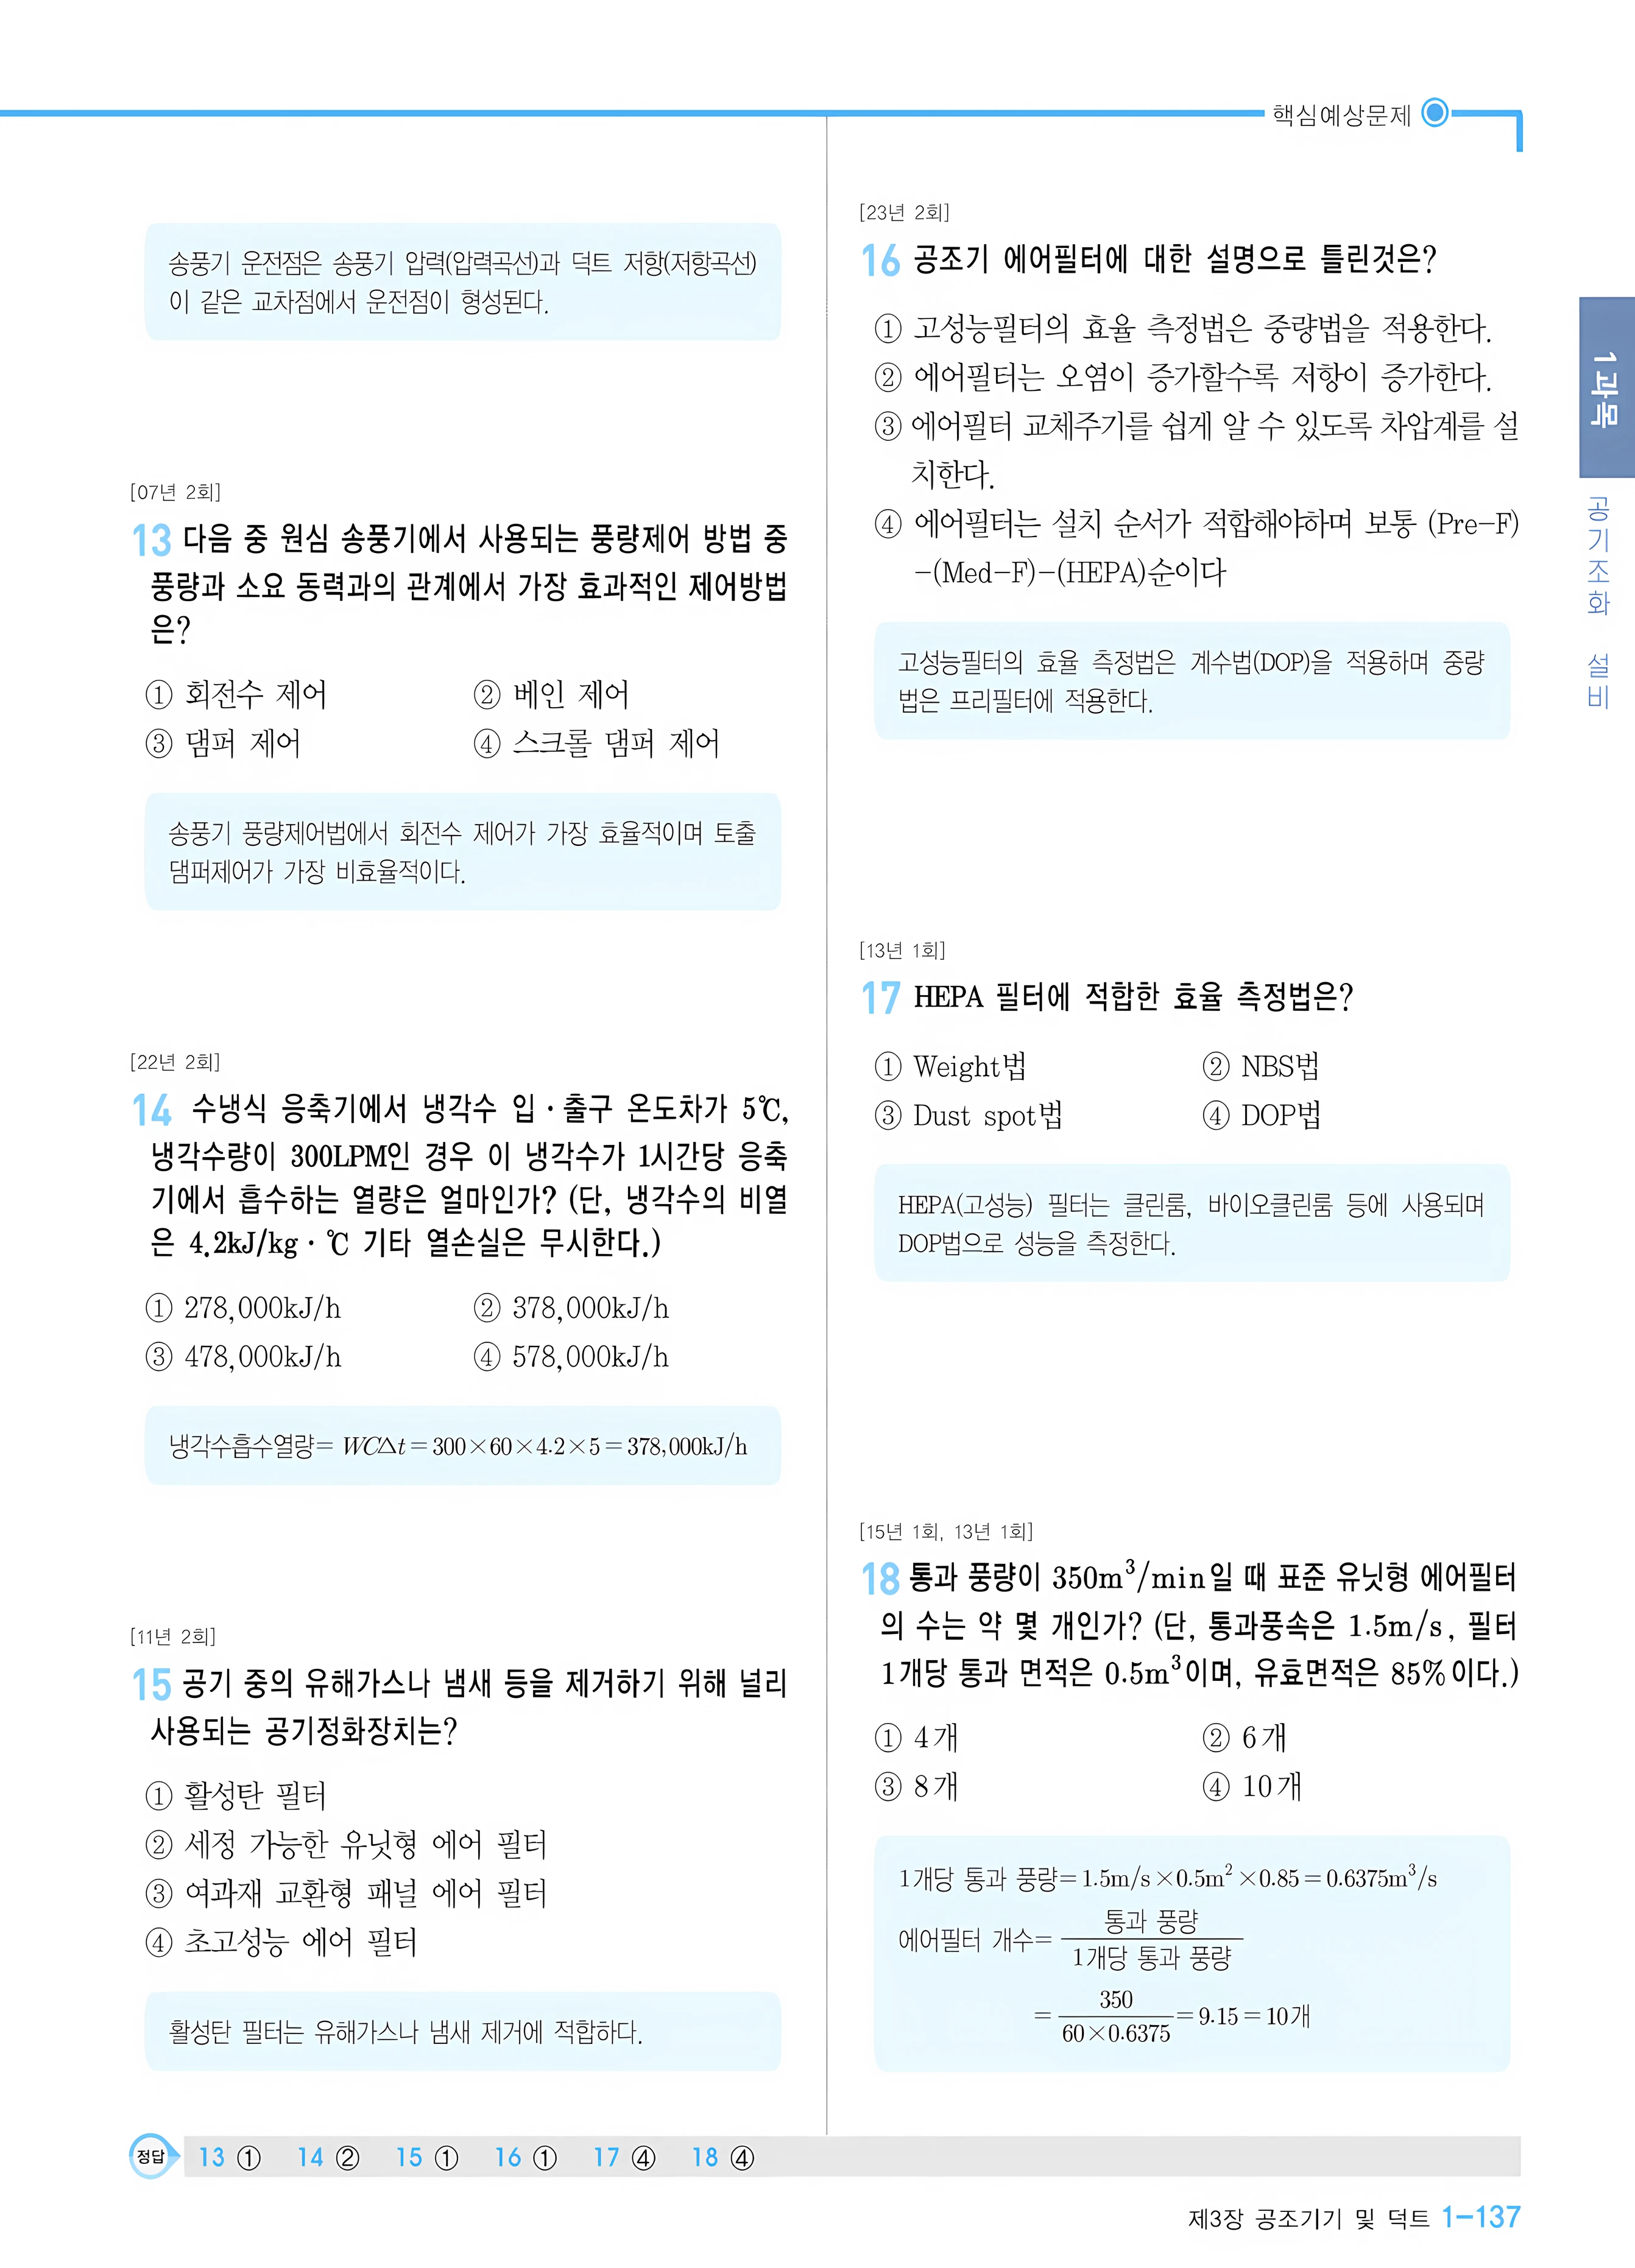 핵심예상문제
송풍기 운전점은 송풍기 압력(압력곡선)과 덕트 저항(저항곡선)
이 같은 교차점에서 운전점이 형성된다.
[07년 2회]
13 다음 중 원심 송풍기에서 사용되는 풍량제어 방법 중
풍량과 소요 동력과의 관계에서 가장 효과적인 제어방법
은?
① 회전수 제어 ② 베인 제어
③ 댐퍼 제어 ④ 스크롤 댐퍼 제어
송풍기 풍량제어법에서 회전수 제어가 가장 효율적이며 토출
댐퍼제어가 가장 비효율적이다.
[22년 2회]
14 수냉식 응축기에서 냉각수 입·출구 온도차가 5℃,
냉각수량이 300LPM인 경우 이 냉각수가 1시간당 응축
기에서 흡수하는 열량은 얼마인가? (단, 냉각수의 비열
은 4.2kJ/kg·℃ 기타 열손실은 무시한다.)
① 278,000kJ/h ② 378,000kJ/h
③ 478,000kJ/h ④ 578,000kJ/h
냉각수흡수열량= WCΔt = 300×60×4.2×5 = 378,000kJ/h
[11년 2회]
15 공기 중의 유해가스나 냄새 등을 제거하기 위해 널리
사용되는 공기정화장치는?
① 활성탄 필터
② 세정 가능한 유닛형 에어 필터
③ 여과재 교환형 패널 에어 필터
④ 초고성능 에어 필터
활성탄 필터는 유해가스나 냄새 제거에 적합하다.
[23년 2회]
16 공조기 에어필터에 대한 설명으로 틀린것은?
① 고성능필터의 효율 측정법은 중량법을 적용한다.
② 에어필터는 오염이 증가할수록 저항이 증가한다.
③ 에어필터 교체주기를 쉽게 알 수 있도록 차압계를 설
치한다.
④ 에어필터는 설치 순서가 적합해야하며 보통 (Pre-F)
-(Med-F)-(HEPA)순이다
고성능필터의 효율 측정법은 계수법(DOP)을 적용하며 중량
법은 프리필터에 적용한다.
[13년 1회]
17 HEPA 필터에 적합한 효율 측정법은?
① Weight법 ② NBS법
③ Dust spot법 ④ DOP법
HEPA(고성능) 필터는 클린룸, 바이오클린룸 등에 사용되며
DOP법으로 성능을 측정한다.
[15년 1회, 13년 1회]
18 통과 풍량이 350m³/min일 때 표준 유닛형 에어필터
의 수는 약 몇 개인가? (단, 통과풍속은 1.5m/s, 필터
1개당 통과 면적은 0.5m³이며, 유효면적은 85%이다.)
① 4개 ② 6개
③ 8개 ④ 10개
1개당 통과 풍량= 1.5m/s ×0.5m² ×0.85 = 0.6375m³/s
통과 풍량
에어필터 개수=
1개당 통과 풍량
350
= = 9.15 = 10개
60×0.6375
1과목
공기조화 설비
정답 13 ① 14 ② 15 ① 16 ① 17 ④ 18 ④
제3장 공조기기 및 덕트 1-137